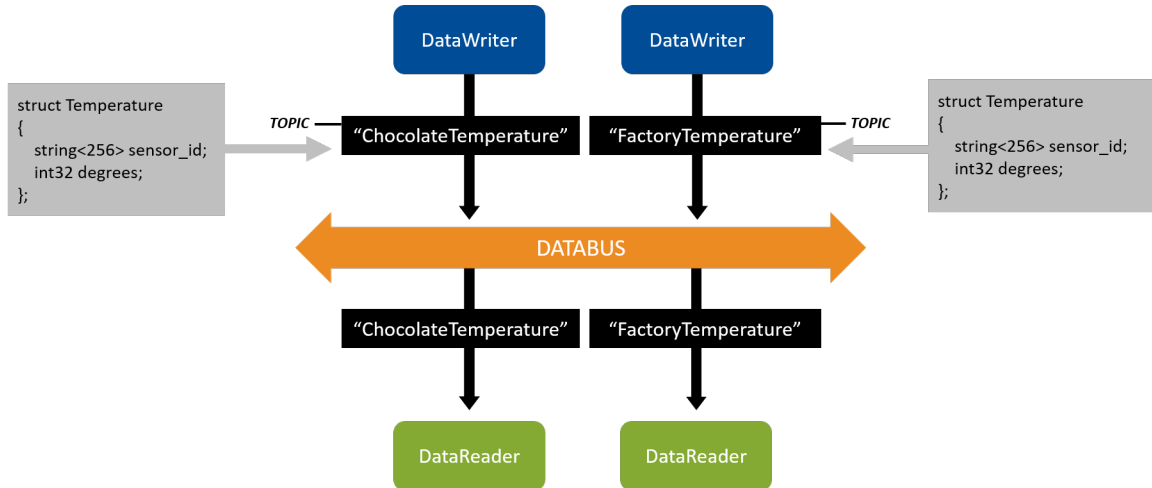 DataWriter
DataWriter
struct Temperature
{
string<256> sensor_id;
int32 degrees;
};
TOPIC
“ChocolateTemperature”
“FactoryTemperature”
TOPIC
struct Temperature
{
string<256> sensor_id;
int32 degrees;
};
DATABUS
“ChocolateTemperature”
“FactoryTemperature”
DataReader
DataReader